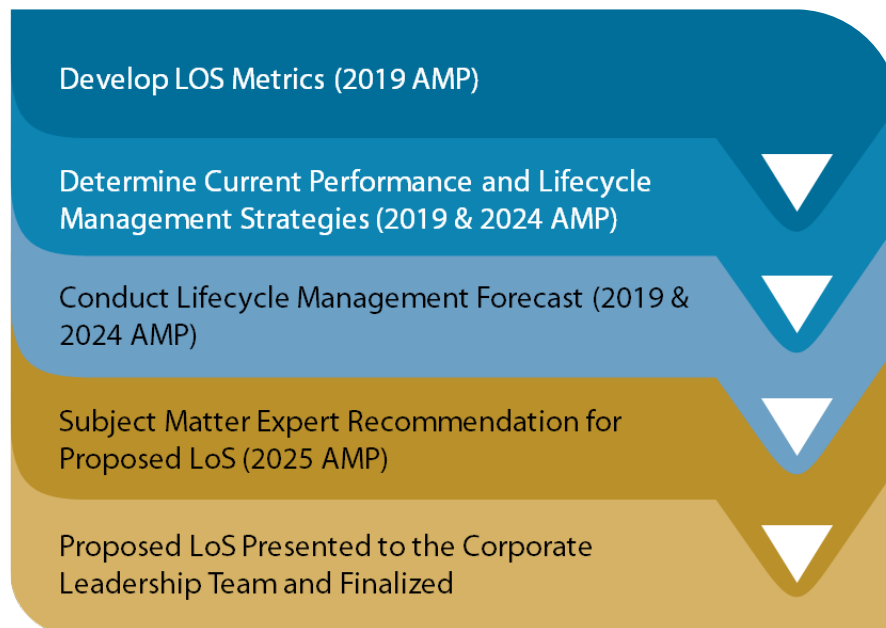 Develop LOS Metrics (2019 AMP)
Determine Current Performance and Lifecycle
Management Strategies (2019 & 2024 AMP)
Conduct Lifecycle Management Forecast (2019 &
2024 AMP)
Subject Matter Expert Recommendation for
Proposed LoS (2025 AMP)
Proposed LoS Presented to the Corporate
Leadership Team and Finalized